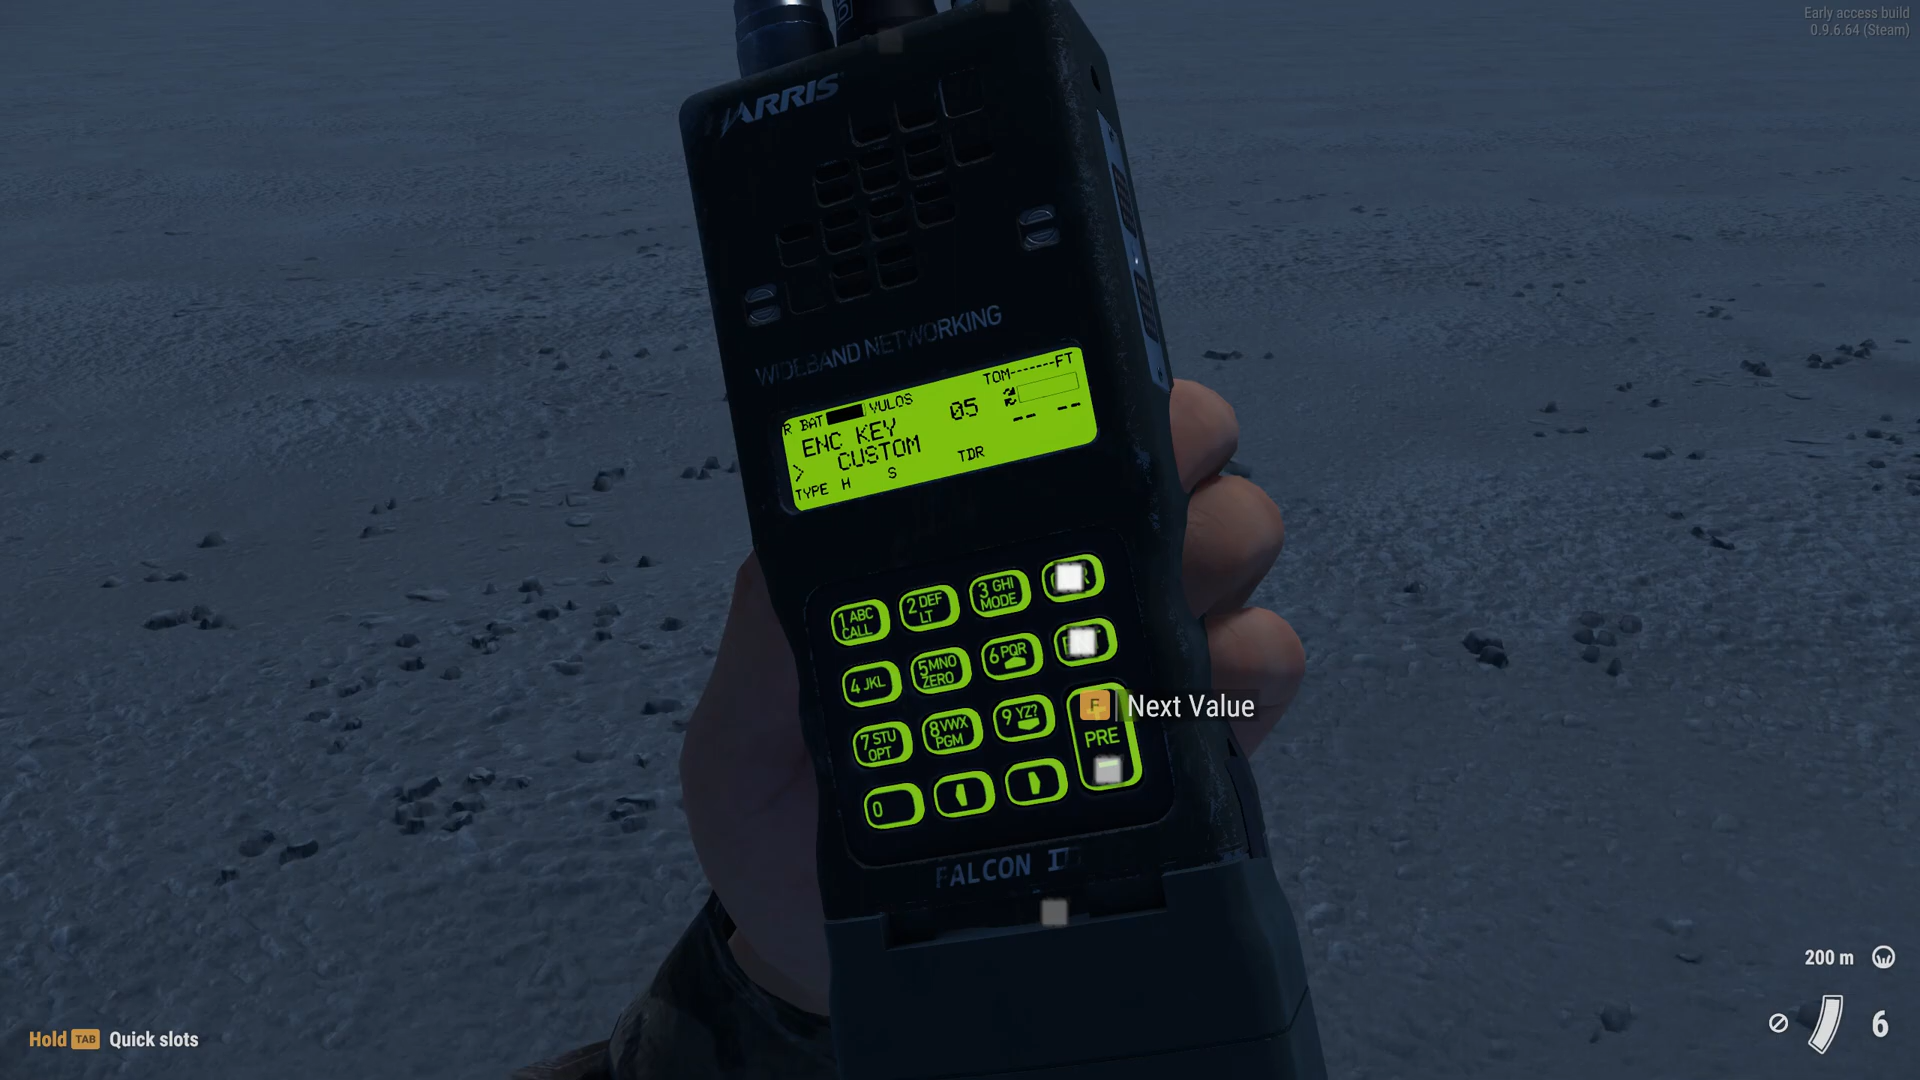 Early access build
0.9.6.64 (Steam)
HARRIS
WIDEBAND NETWORKING
TOM-------FT
R BAT VULOS
05
ENC KEY
-- --
> CUSTOM
TDR
TYPE H S
1 ABC CALL
2 DEF LT
3 GHI MODE
4 JKL
5 MNO ZERO
6 PQR
F Next Value
7 STU OPT
8 VWX PGM
9 YZ?
PRE
0
FALCON III
200 m
6
Hold TAB Quick slots